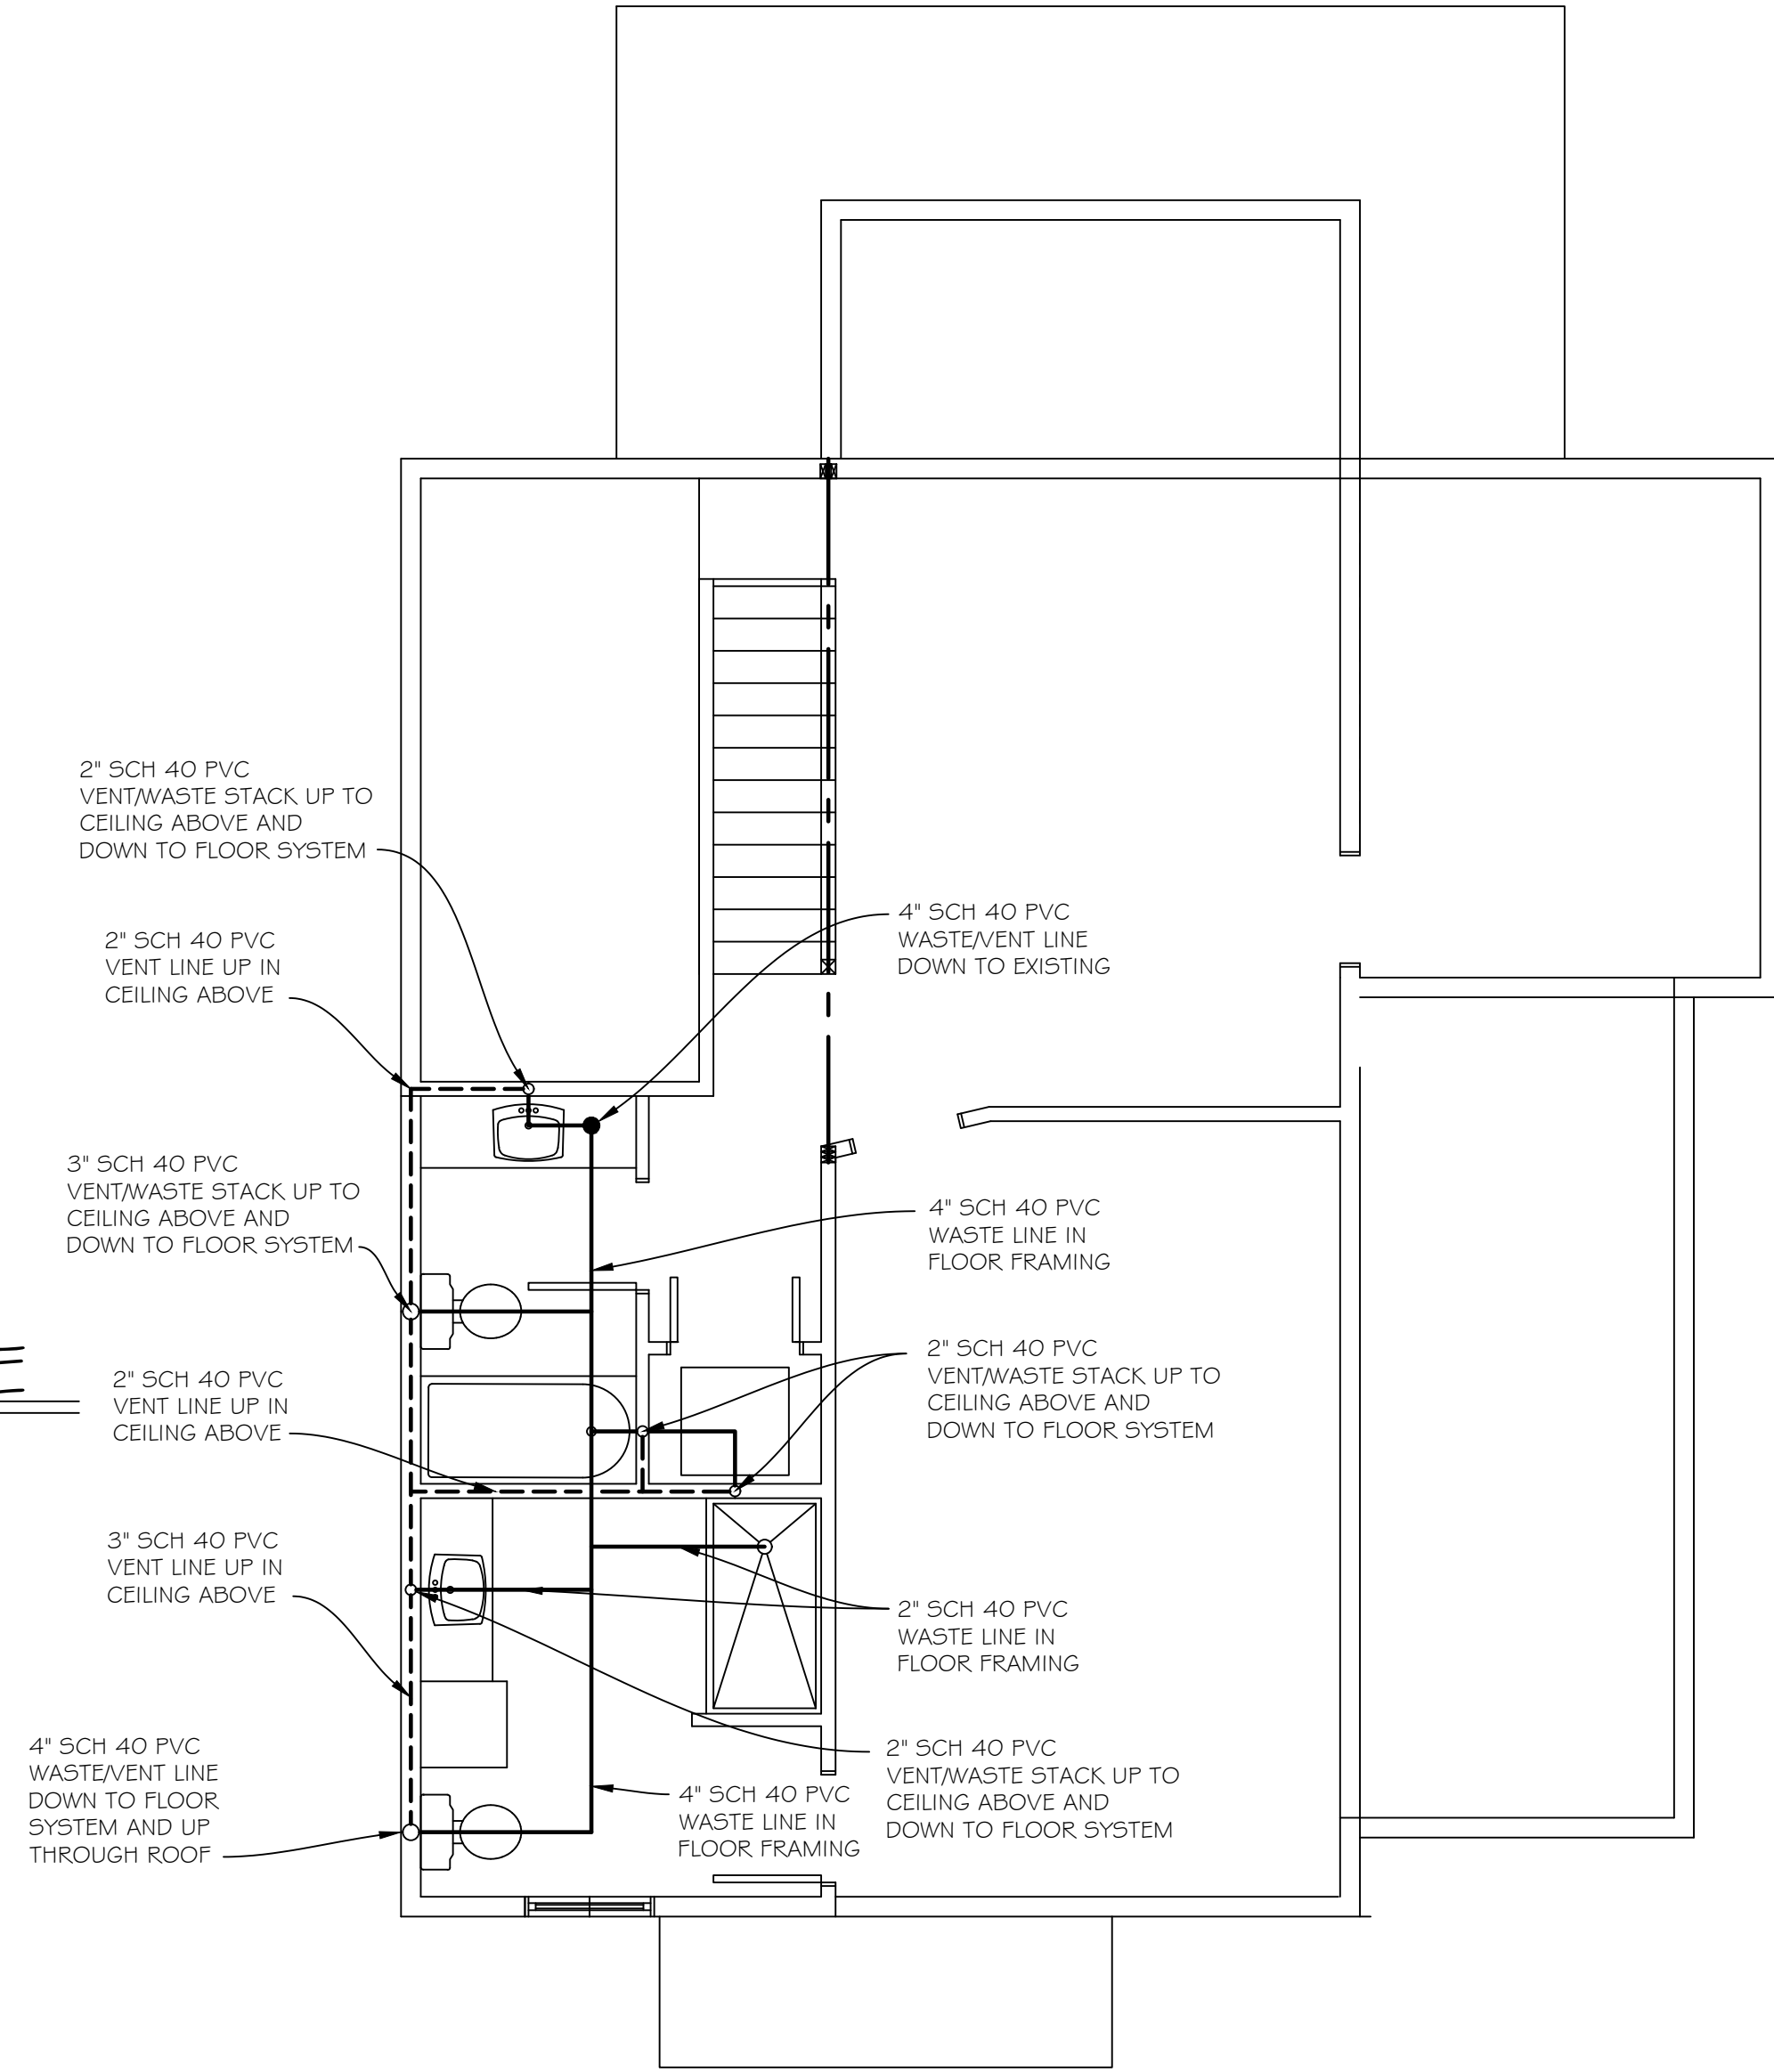 2" SCH 40 PVC
VENT/WASTE STACK UP TO
CEILING ABOVE AND
DOWN TO FLOOR SYSTEM
2" SCH 40 PVC
VENT LINE UP IN
CEILING ABOVE
4" SCH 40 PVC
WASTE/VENT LINE
DOWN TO EXISTING
3" SCH 40 PVC
VENT/WASTE STACK UP TO
CEILING ABOVE AND
DOWN TO FLOOR SYSTEM
4" SCH 40 PVC
WASTE LINE IN
FLOOR FRAMING
2" SCH 40 PVC
VENT LINE UP IN
CEILING ABOVE
2" SCH 40 PVC
VENT/WASTE STACK UP TO
CEILING ABOVE AND
DOWN TO FLOOR SYSTEM
3" SCH 40 PVC
VENT LINE UP IN
CEILING ABOVE
2" SCH 40 PVC
WASTE LINE IN
FLOOR FRAMING
4" SCH 40 PVC
WASTE/VENT LINE
DOWN TO FLOOR
SYSTEM AND UP
THROUGH ROOF
4" SCH 40 PVC
WASTE LINE IN
FLOOR FRAMING
2" SCH 40 PVC
VENT/WASTE STACK UP TO
CEILING ABOVE AND
DOWN TO FLOOR SYSTEM